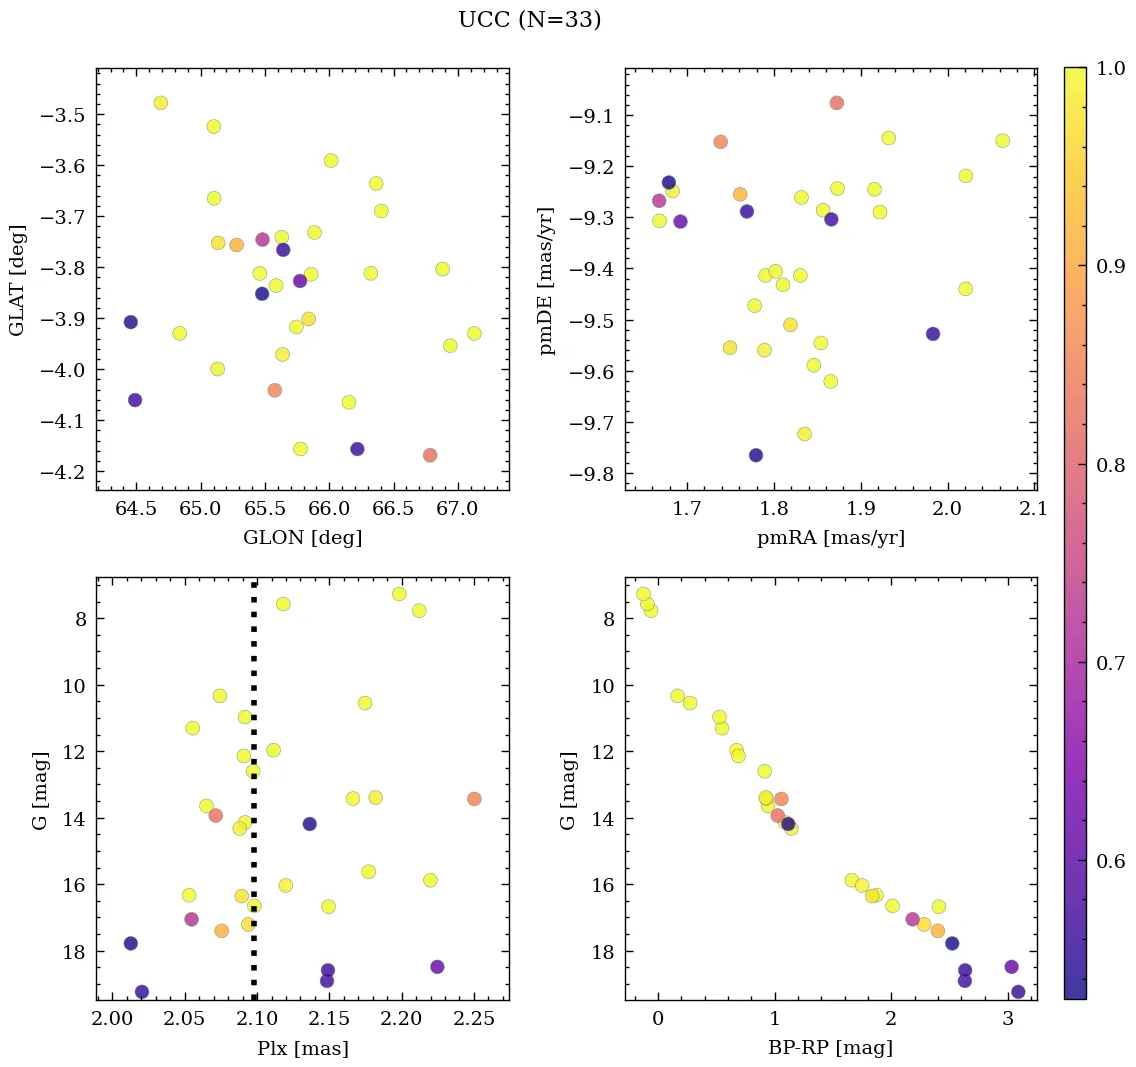 UCC (N=33)
−3.5
−3.6
−3.7
−3.8
−3.9
−4.0
−4.1
−4.2
GLAT [deg]
64.5 65.0 65.5 66.0 66.5 67.0
GLON [deg]
−9.1
−9.2
−9.3
−9.4
−9.5
−9.6
−9.7
−9.8
pmDE [mas/yr]
1.7 1.8 1.9 2.0 2.1
pmRA [mas/yr]
8
10
12
14
16
18
G [mag]
2.00 2.05 2.10 2.15 2.20 2.25
Plx [mas]
8
10
12
14
16
18
G [mag]
0 1 2 3
BP-RP [mag]
1.0
0.9
0.8
0.7
0.6